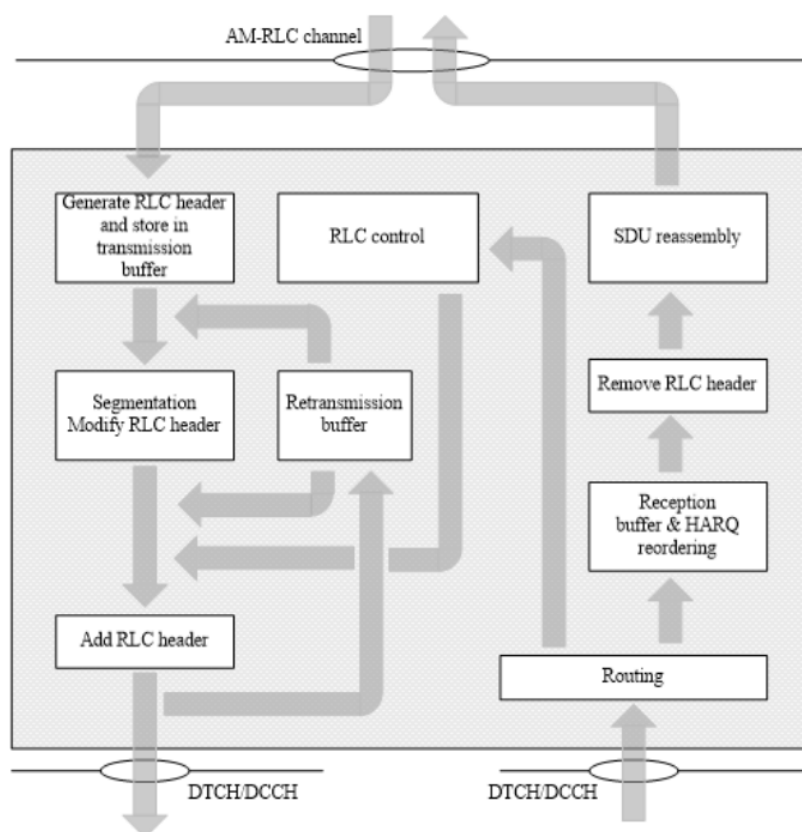 AM-RLC channel
Generate RLC header
and store in
transmission
buffer
RLC control
SDU reassembly
Segmentation
Modify RLC header
Retransmission
buffer
Remove RLC header
Reception
buffer & HARQ
reordering
Add RLC header
Routing
DTCH/DCCH
DTCH/DCCH